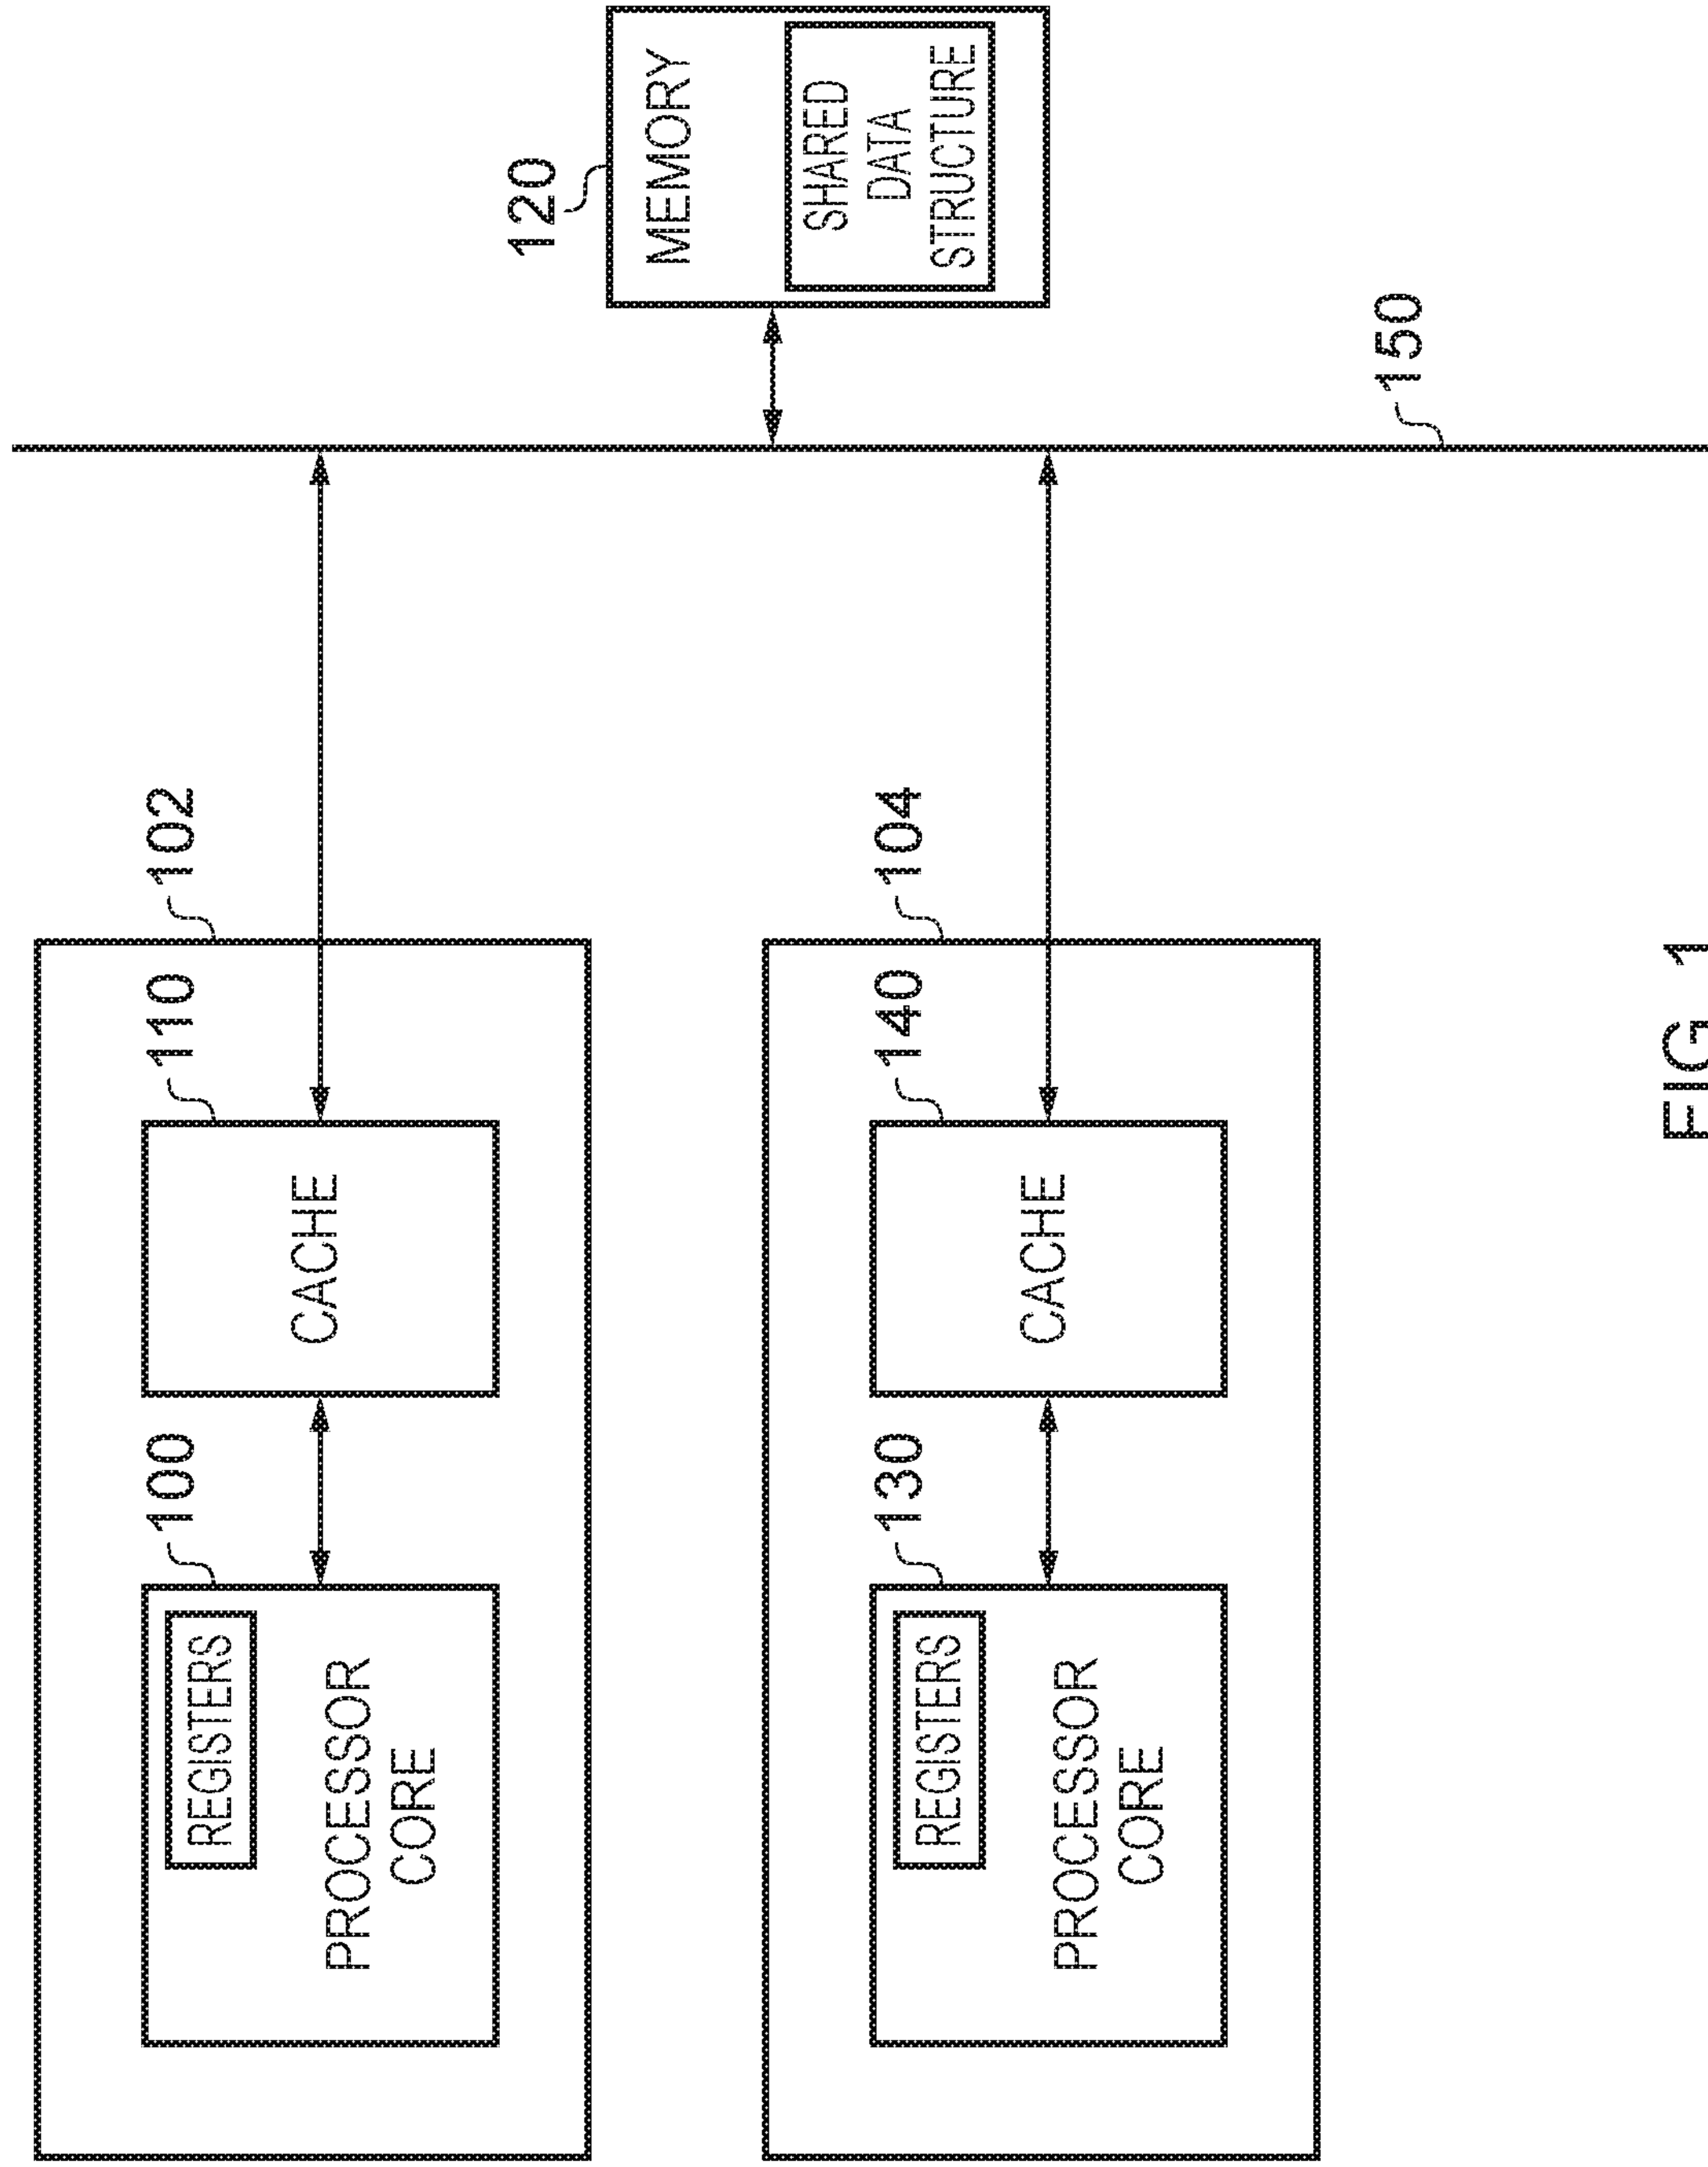 102
100
110
REGISTERS
PROCESSOR
CORE
CACHE
120
MEMORY
SHARED
DATA
STRUCTURE
104
130
140
REGISTERS
PROCESSOR
CORE
CACHE
150
FIG. 1